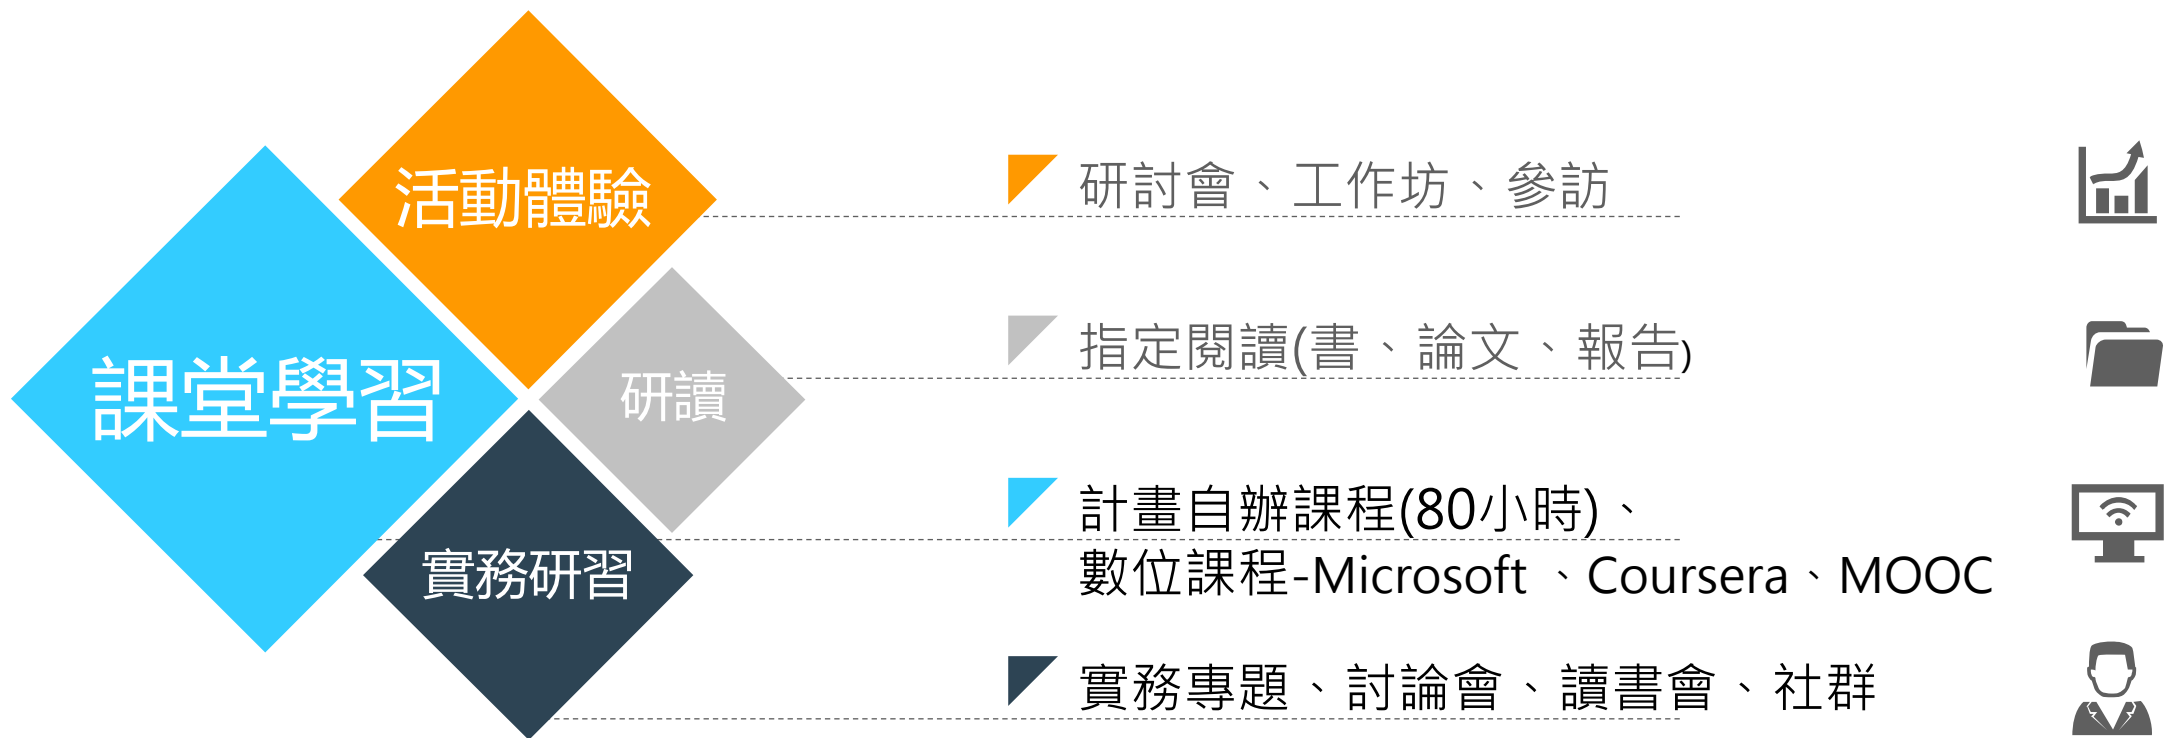 活動體驗
課堂學習
研讀
實務研習
研討會、工作坊、參訪
指定閱讀(書、論文、報告)
計畫自辦課程(80小時)、
數位課程-Microsoft 、Coursera、MOOC
實務專題、討論會、讀書會、社群